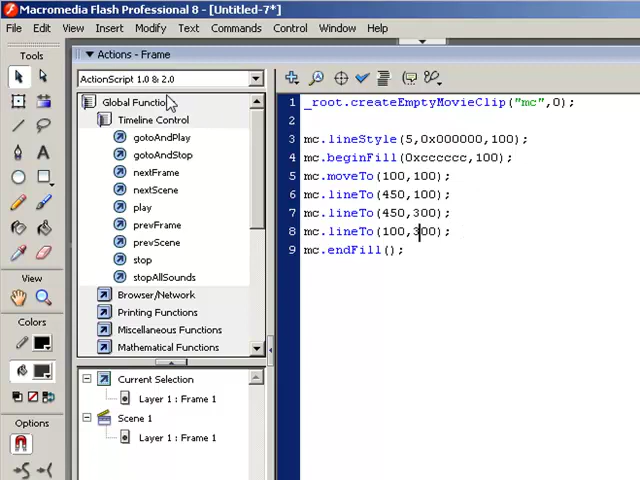 Macromedia Flash Professional 8 - [Untitled-7*]
File Edit View Insert Modify Text Commands Control Window Help
Tools
View
Colors
Options
Actions - Frame
ActionScript 1.0 & 2.0
Global Function
Timeline Control
gotoAndPlay
gotoAndStop
nextFrame
nextScene
play
prevFrame
prevScene
stop
stopAllSounds
Browser/Network
Printing Functions
Miscellaneous Functions
Mathematical Functions
Current Selection
Layer 1 : Frame 1
Scene 1
Layer 1 : Frame 1
1 _root.createEmptyMovieClip("mc",0);
2
3 mc.lineStyle(5,0x000000,100);
4 mc.beginFill(0xcccccc,100);
5 mc.moveTo(100,100);
6 mc.lineTo(450,100);
7 mc.lineTo(450,300);
8 mc.lineTo(100,300);
9 mc.endFill();